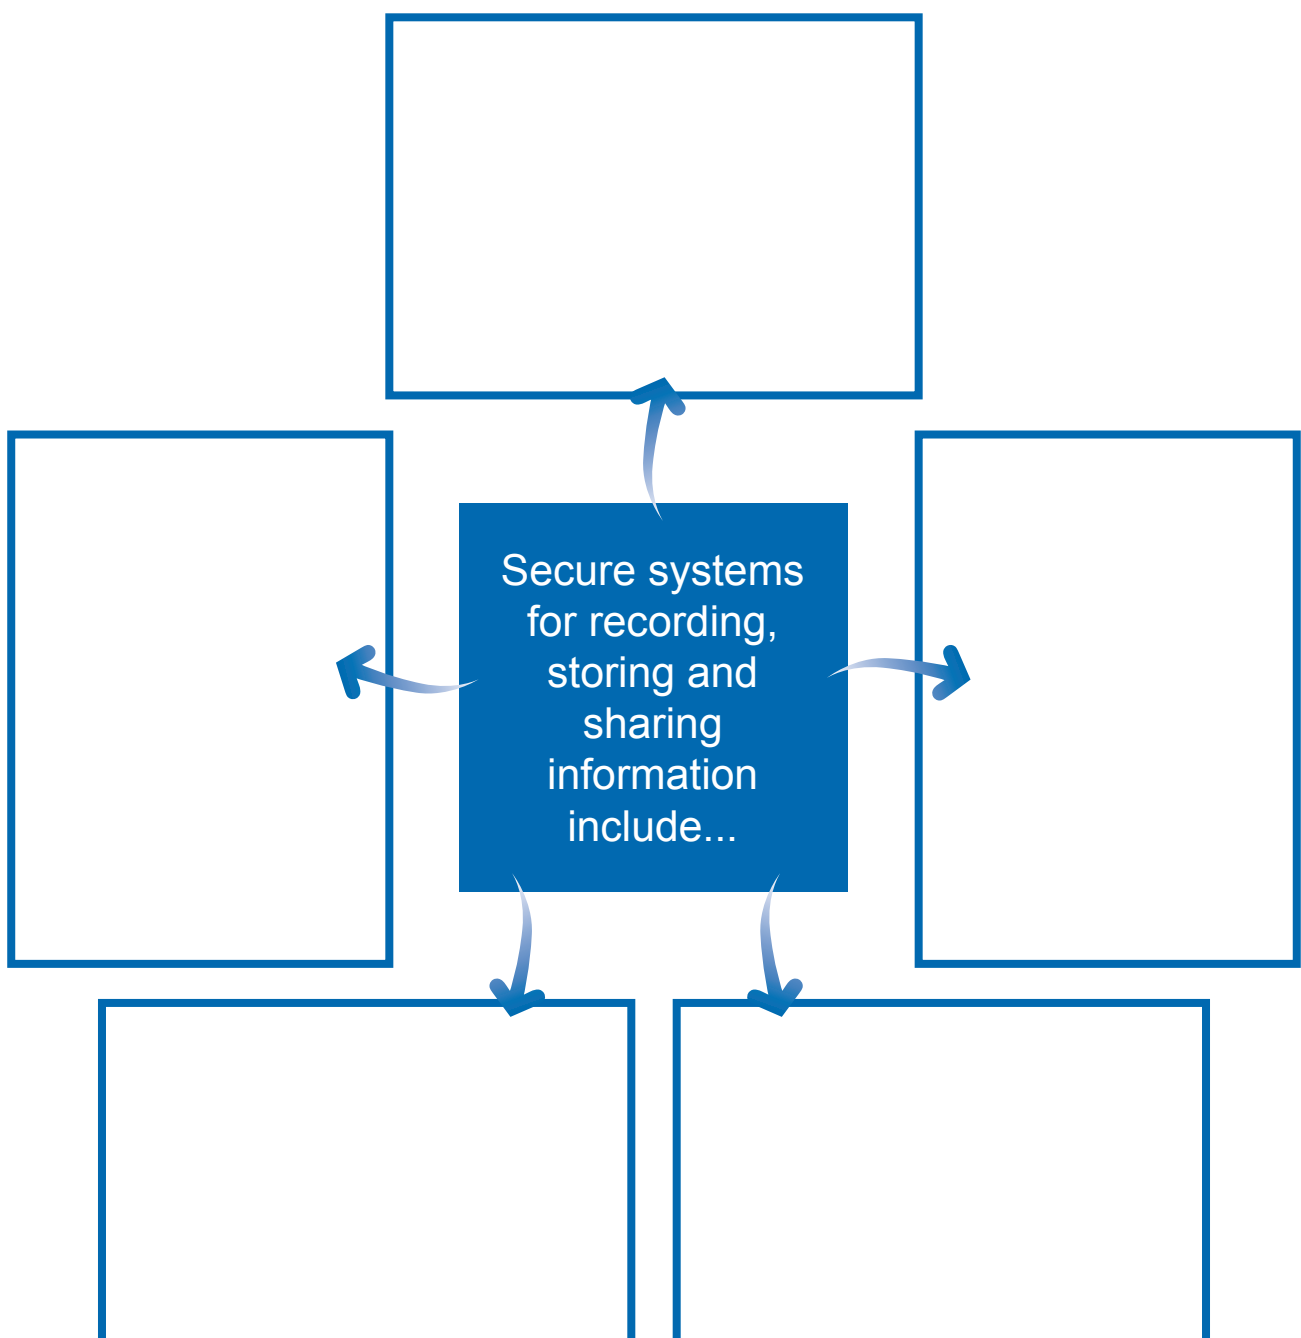 Secure systems
for recording,
storing and
sharing
information
include...